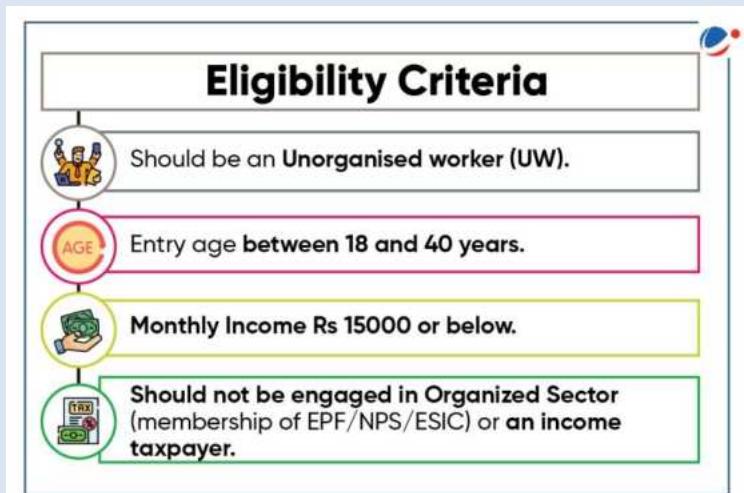 Eligibility Criteria
Should be an Unorganised worker (UW).
AGE
Entry age between 18 and 40 years.
Monthly Income Rs 15000 or below.
TAX
Should not be engaged in Organized Sector
(membership of EPF/NPS/ESIC) or an income
taxpayer.